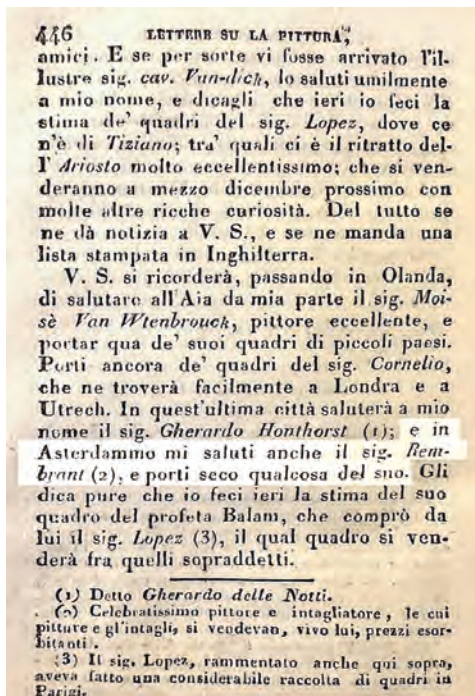 446 LETTERE SU LA PITTURA,
amici. E se per sorte vi fosse arrivato l'il-
lustre sig. cav. Van-dich, lo saluti umilmente
a mio nome, e dicagli che ieri io feci la
stima de' quadri del sig. Lopez, dove ce
n'è di Tiziano; tra' quali ci è il ritratto del-
l' Ariosto molto eccellentissimo; che si ven-
deranno a mezzo dicembre prossimo con
molte altre ricche curiosità. Del tutto se
ne dà notizia a V. S., e se ne manda una
lista stampata in Inghilterra.
V. S. si ricorderà, passando in Olanda,
di salutare all'Aia da mia parte il sig. Moi-
sè Van Wtenbrouck, pittore eccellente, e
portar qua de' suoi quadri di piccoli paesi.
Porti ancora de' quadri del sig. Cornelio,
che ne troverà facilmente a Londra e a
Utrech. In quest'ultima città saluterà a mio
nome il sig. Gherardo Honthorst (1); e in
Asterdammo mi saluti anche il sig. Rem-
brant (2), e porti seco qualcosa del suo. Gli
dica pure che io feci ieri la stima del suo
quadro del profeta Balam, che comprò da
lui il sig. Lopez (3), il qual quadro si ven-
derà fra quelli sopraddetti.
(1) Detto Gherardo delle Notti.
(2) Celebratissimo pittore e intagliatore, le cui
pitture e gl'intagli, si vendevan, vivo lui, prezzi esor-
bitanti.
(3) Il sig. Lopez, rammentato anche qui sopra,
aveva fatto una considerabile raccolta di quadri in
Parigi.